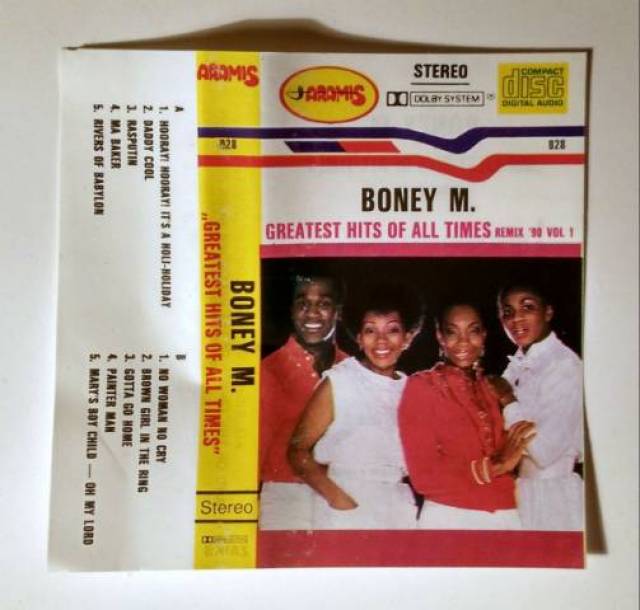 A
1. HOORAY! HOORAY! IT'S A HOLI-HOLIDAY
2. DADDY COOL
3. RASPUTIN
4. MA BAKER
5. RIVERS OF BABYLON
B
1. NO WOMAN NO CRY
2. BROWN GIRL IN THE RING
3. GOTTA GO HOME
4. PAINTER MAN
5. MARY'S BOY CHILD — OH MY LORD
ARAMIS
828
BONEY M.
„GREATEST HITS OF ALL TIMES"
Stereo
ARAMIS
STEREO
DOLBY SYSTEM ®
COMPACT
disc
DIGITAL AUDIO
828
BONEY M.
GREATEST HITS OF ALL TIMES REMIX '90 VOL 1